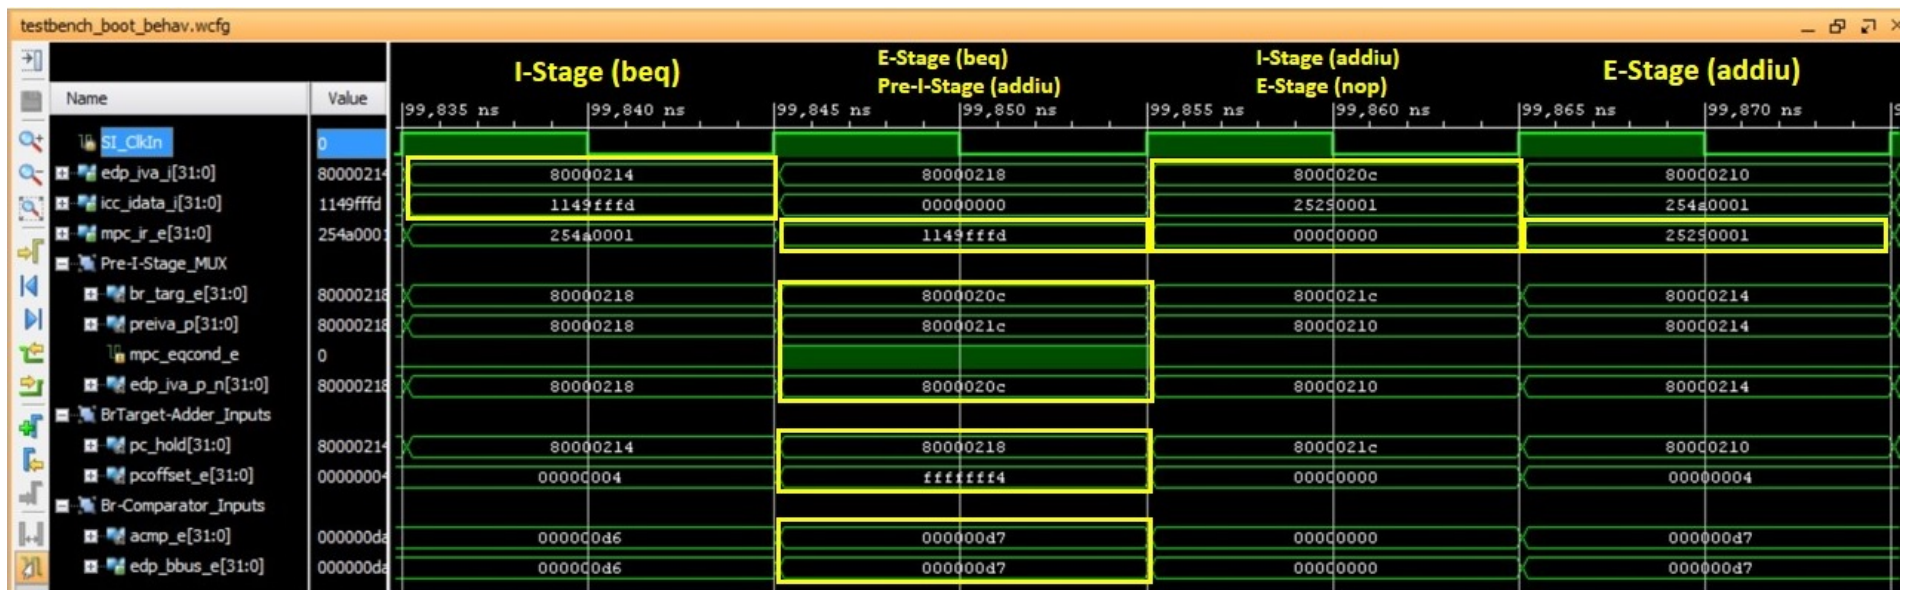 testbench_boot_behav.wcfg
I-Stage (beq)
E-Stage (beq)
Pre-I-Stage (addiu)
I-Stage (addiu)
E-Stage (nop)
E-Stage (addiu)
Name Value
99,835 ns 99,840 ns 99,845 ns 99,850 ns 99,855 ns 99,860 ns 99,865 ns 99,870 ns
SI_ClkIn 0
edp_iva_i[31:0] 80000214 80000214 80000218 8000020c 80000210
icc_idata_i[31:0] 1149fffd 1149fffd 00000000 25290001 254a0001
mpc_ir_e[31:0] 254a0001 254a0001 1149fffd 00000000 25290001
Pre-I-Stage_MUX
br_targ_e[31:0] 80000218 80000218 8000020c 8000021c 80000214
preiva_p[31:0] 80000218 80000218 8000021c 80000210 80000214
mpc_eqcond_e 0
edp_iva_p_n[31:0] 80000218 80000218 8000020c 80000210 80000214
BrTarget-Adder_Inputs
pc_hold[31:0] 80000214 80000214 80000218 8000021c 80000210
pcoffset_e[31:0] 00000004 00000004 fffffff4 00000000 00000004
Br-Comparator_Inputs
acmp_e[31:0] 000000da 000000d6 000000d7 00000000 000000d7
edp_bbus_e[31:0] 000000da 000000d6 000000d7 00000000 000000d7